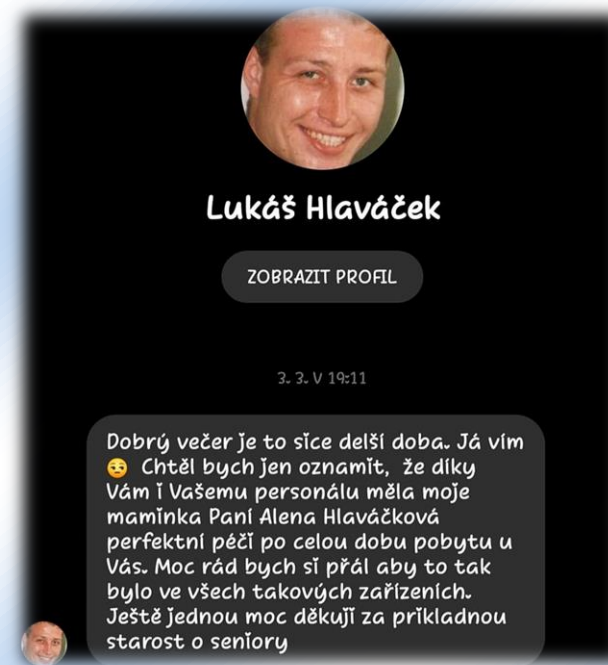 Lukáš Hlaváček
ZOBRAZIT PROFIL
3. 3. V 19:11
Dobrý večer je to sice delší doba. Já vím
😒 Chtěl bych jen oznamit, že díky
Vám i Vašemu personálu měla moje
maminka Paní Alena Hlaváčková
perfektní péči po celou dobu pobytu u
Vás. Moc rád bych si přál aby to tak
bylo ve všech takových zařízeních.
Ještě jednou moc děkuji za prikladnou
starost o seniory